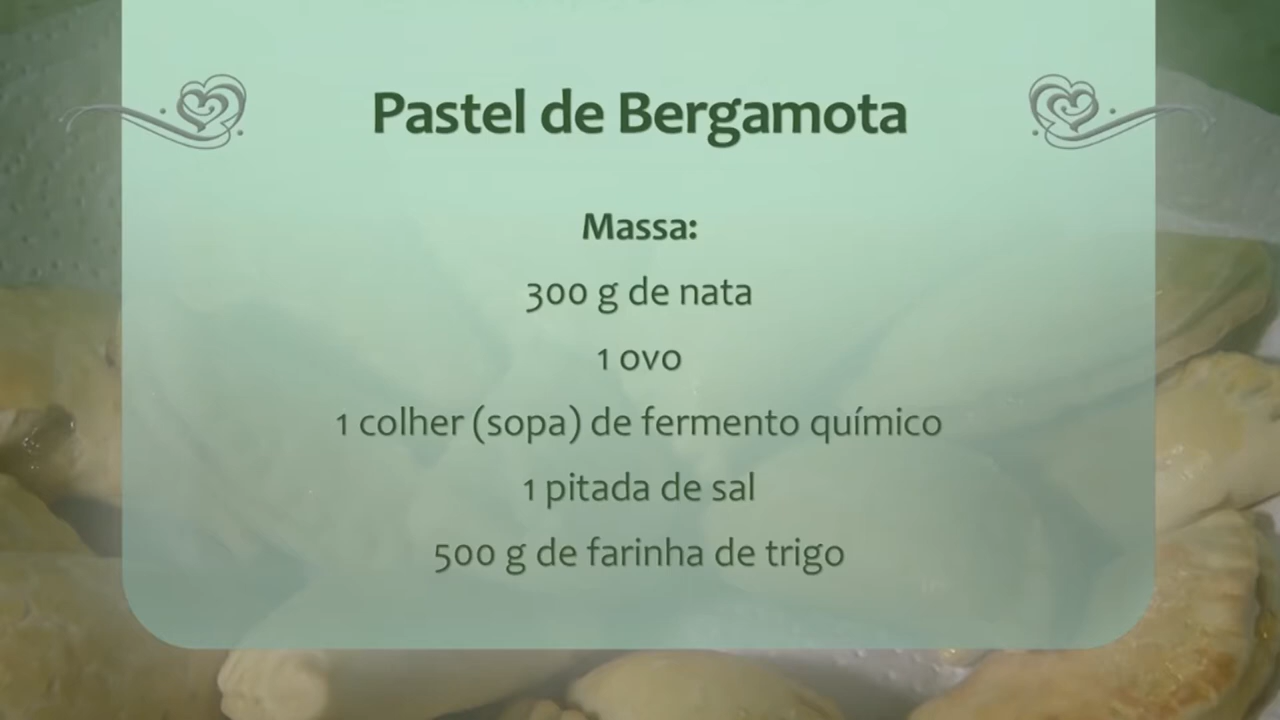 Pastel de Bergamota
Massa:
300 g de nata
1 ovo
1 colher (sopa) de fermento químico
1 pitada de sal
500 g de farinha de trigo